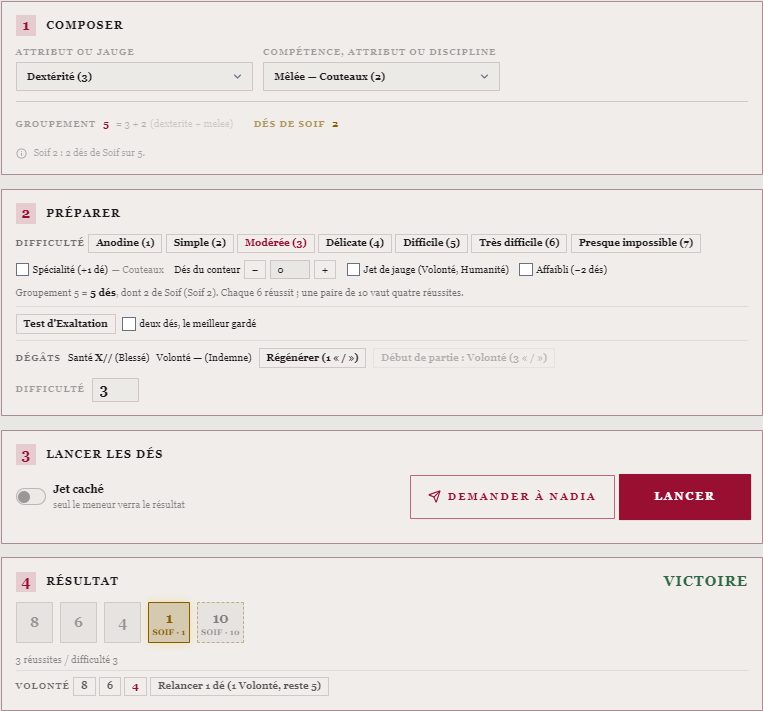 1 COMPOSER
ATTRIBUT OU JAUGE COMPÉTENCE, ATTRIBUT OU DISCIPLINE
Dextérité (3) Mêlée — Couteaux (2)
GROUPEMENT 5 = 3 + 2 (dexterite + melee) DÉS DE SOIF 2
Soif 2 : 2 dés de Soif sur 5.
2 PRÉPARER
DIFFICULTÉ Anodine (1) Simple (2) Modérée (3) Délicate (4) Difficile (5) Très difficile (6) Presque impossible (7)
Spécialité (+1 dé) — Couteaux Dés du conteur − 0 + Jet de jauge (Volonté, Humanité) Affaibli (−2 dés)
Groupement 5 = 5 dés, dont 2 de Soif (Soif 2). Chaque 6 réussit ; une paire de 10 vaut quatre réussites.
Test d'Exaltation deux dés, le meilleur gardé
DÉGÂTS Santé X// (Blessé) Volonté — (Indemne) Régénérer (1 « / ») Début de partie : Volonté (3 « / »)
DIFFICULTÉ 3
3 LANCER LES DÉS
Jet caché
seul le meneur verra le résultat
DEMANDER À NADIA LANCER
4 RÉSULTAT VICTOIRE
8 6 4 1 10
SOIF · 1 SOIF · 10
3 réussites / difficulté 3
VOLONTÉ 8 6 4 Relancer 1 dé (1 Volonté, reste 5)